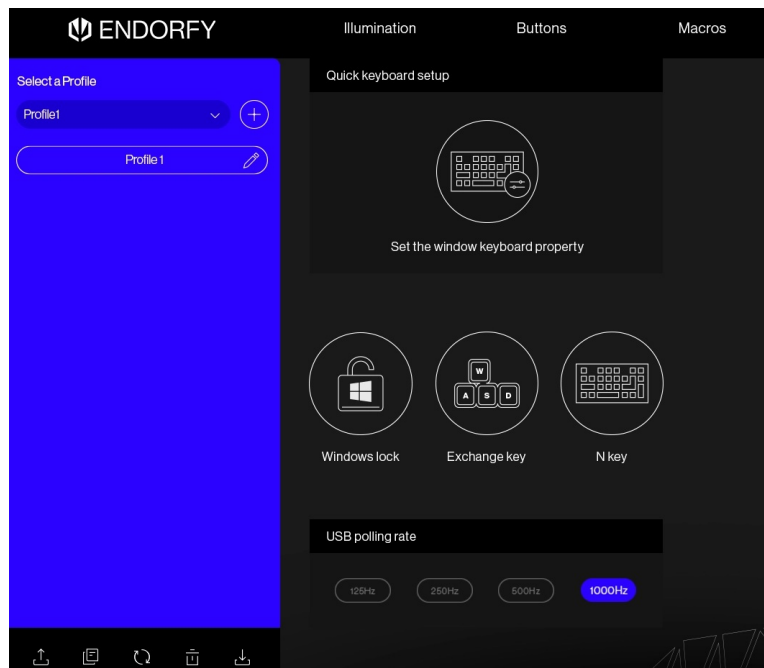 ENDORFY
Illumination
Buttons
Macros
Select a Profile
Profile1
Profile 1
Quick keyboard setup
Set the window keyboard property
W
A S D
Windows lock
Exchange key
N key
USB polling rate
125Hz
250Hz
500Hz
1000Hz